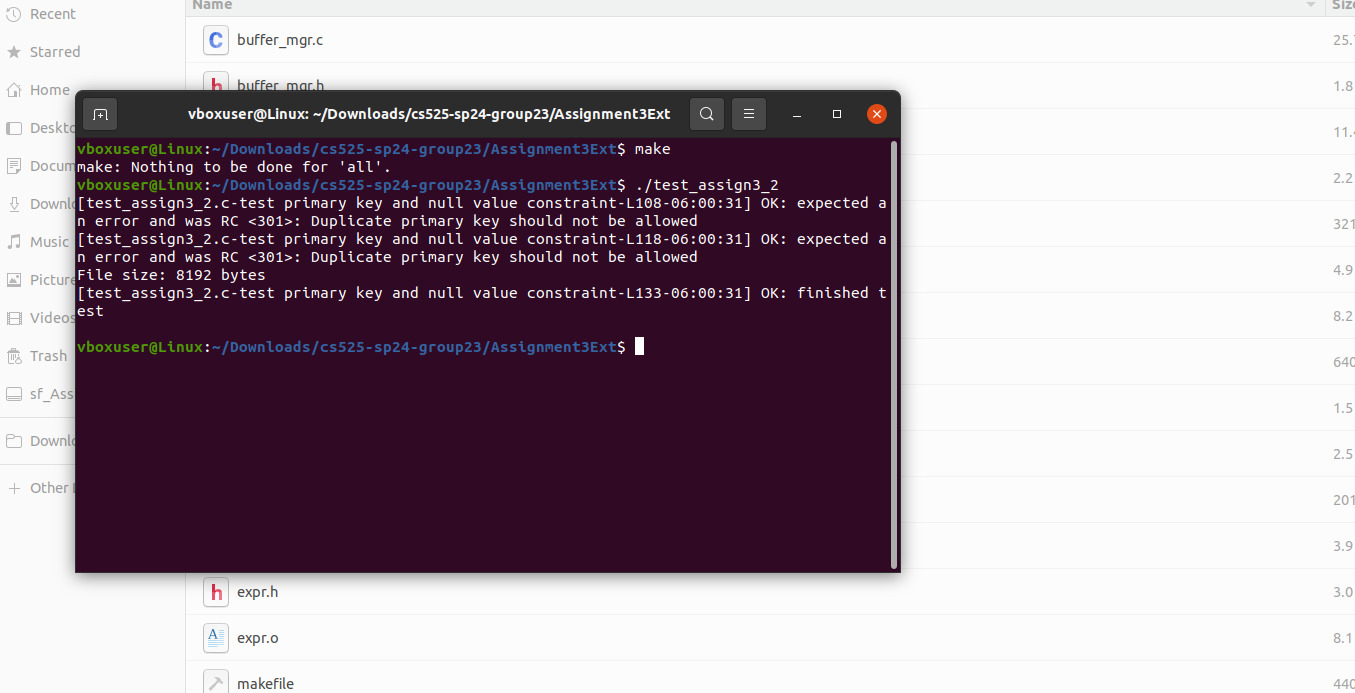 Name
Size
Recent
Starred
Home
Deskto
Docum
Downlo
Music
Picture
Videos
Trash
sf_Ass
Downlo
Other
buffer_mgr.c
25.
buffer_mgr.h
1.8
11.4
2.2
321
4.9
8.2
640
1.5
2.5
201
3.9
vboxuser@Linux: ~/Downloads/cs525-sp24-group23/Assignment3Ext
vboxuser@Linux:~/Downloads/cs525-sp24-group23/Assignment3Ext$ make
make: Nothing to be done for 'all'.
vboxuser@Linux:~/Downloads/cs525-sp24-group23/Assignment3Ext$ ./test_assign3_2
[test_assign3_2.c-test primary key and null value constraint-L108-06:00:31] OK: expected a
n error and was RC <301>: Duplicate primary key should not be allowed
[test_assign3_2.c-test primary key and null value constraint-L118-06:00:31] OK: expected a
n error and was RC <301>: Duplicate primary key should not be allowed
File size: 8192 bytes
[test_assign3_2.c-test primary key and null value constraint-L133-06:00:31] OK: finished t
est
vboxuser@Linux:~/Downloads/cs525-sp24-group23/Assignment3Ext$
expr.h
3.0
expr.o
8.1
makefile
440